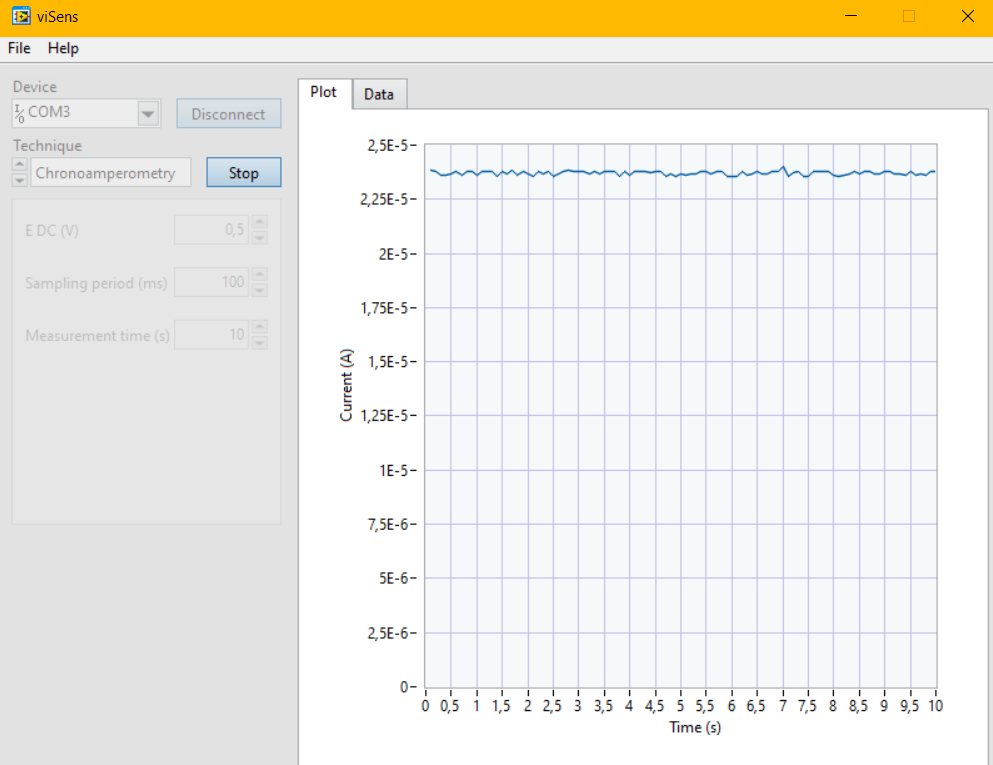 viSens
File Help
Device
I/0 COM3
Disconnect
Technique
Chronoamperometry
Stop
E DC (V)
0,5
Sampling period (ms)
100
Measurement time (s)
10
Plot
Data
2,5E-5
2,25E-5
2E-5
1,75E-5
1,5E-5
1,25E-5
1E-5
7,5E-6
5E-6
2,5E-6
0
Current (A)
0 0,5 1 1,5 2 2,5 3 3,5 4 4,5 5 5,5 6 6,5 7 7,5 8 8,5 9 9,5 10
Time (s)